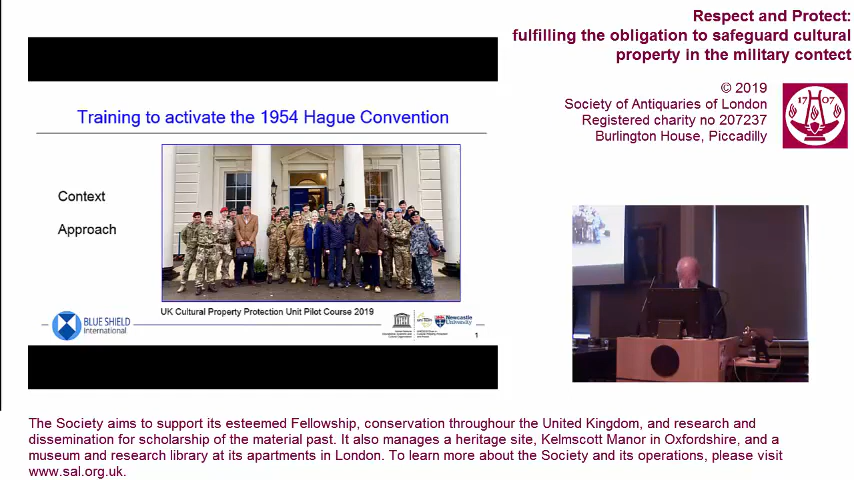 Respect and Protect:
fulfilling the obligation to safeguard cultural
property in the military contect
© 2019
Society of Antiquaries of London
Registered charity no 207237
Burlington House, Piccadilly
17 07
Training to activate the 1954 Hague Convention
Context
Approach
UK Cultural Property Protection Unit Pilot Course 2019
BLUE SHIELD
International
Newcastle
University
1
The Society aims to support its esteemed Fellowship, conservation throughour the United Kingdom, and research and
dissemination for scholarship of the material past. It also manages a heritage site, Kelmscott Manor in Oxfordshire, and a
museum and research library at its apartments in London. To learn more about the Society and its operations, please visit
www.sal.org.uk.